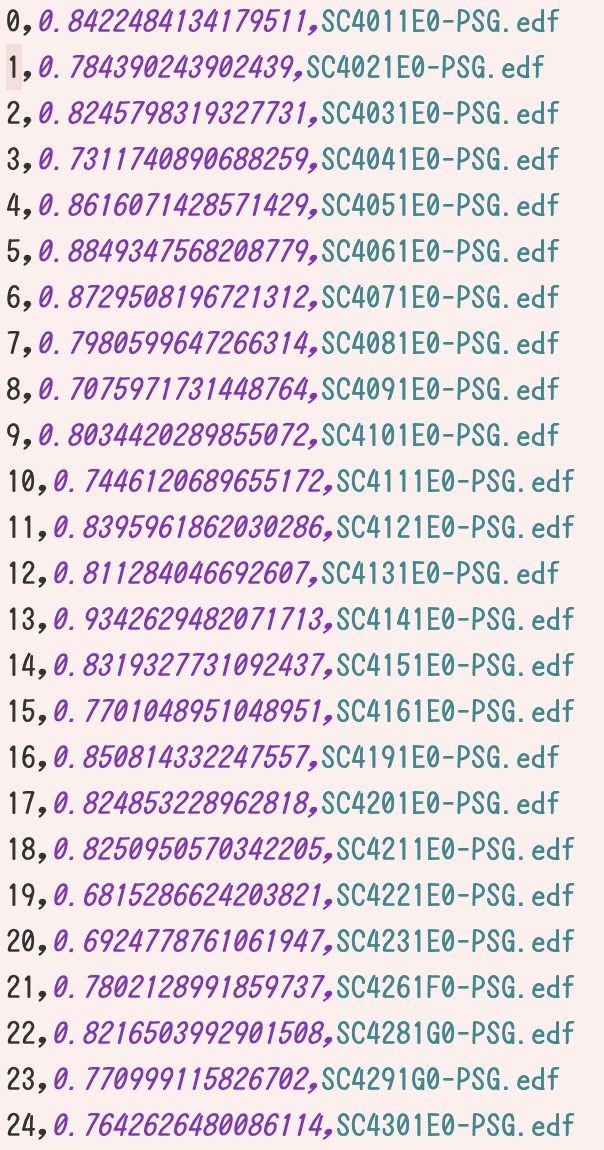 0,0.8422484134179511,SC4011E0-PSG.edf
1,0.784390243902439,SC4021E0-PSG.edf
2,0.8245798319327731,SC4031E0-PSG.edf
3,0.7311740890688259,SC4041E0-PSG.edf
4,0.8616071428571429,SC4051E0-PSG.edf
5,0.8849347568208779,SC4061E0-PSG.edf
6,0.8729508196721312,SC4071E0-PSG.edf
7,0.7980599647266314,SC4081E0-PSG.edf
8,0.7075971731448764,SC4091E0-PSG.edf
9,0.8034420289855072,SC4101E0-PSG.edf
10,0.7446120689655172,SC4111E0-PSG.edf
11,0.8395961862030286,SC4121E0-PSG.edf
12,0.811284046692607,SC4131E0-PSG.edf
13,0.9342629482071713,SC4141E0-PSG.edf
14,0.8319327731092437,SC4151E0-PSG.edf
15,0.7701048951048951,SC4161E0-PSG.edf
16,0.850814332247557,SC4191E0-PSG.edf
17,0.824853228962818,SC4201E0-PSG.edf
18,0.8250950570342205,SC4211E0-PSG.edf
19,0.6815286624203821,SC4221E0-PSG.edf
20,0.6924778761061947,SC4231E0-PSG.edf
21,0.7802128991859737,SC4261F0-PSG.edf
22,0.8216503992901508,SC4281G0-PSG.edf
23,0.770999115826702,SC4291G0-PSG.edf
24,0.7642626480086114,SC4301E0-PSG.edf